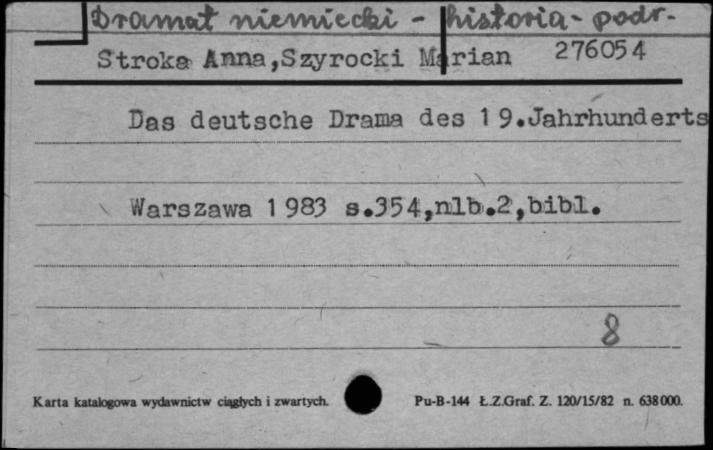 Dramat niemiecki - historia - podr.
Stroka Anna,Szyrocki Marian 276054
Das deutsche Drama des 19.Jahrhunderts
Warszawa 1983 s.354,nlb.2,bibl.
8
Karta katalogowa wydawnictw ciągłych i zwartych. Pu-B-144 Ł.Z.Graf. Z. 120/15/82 n. 638000.